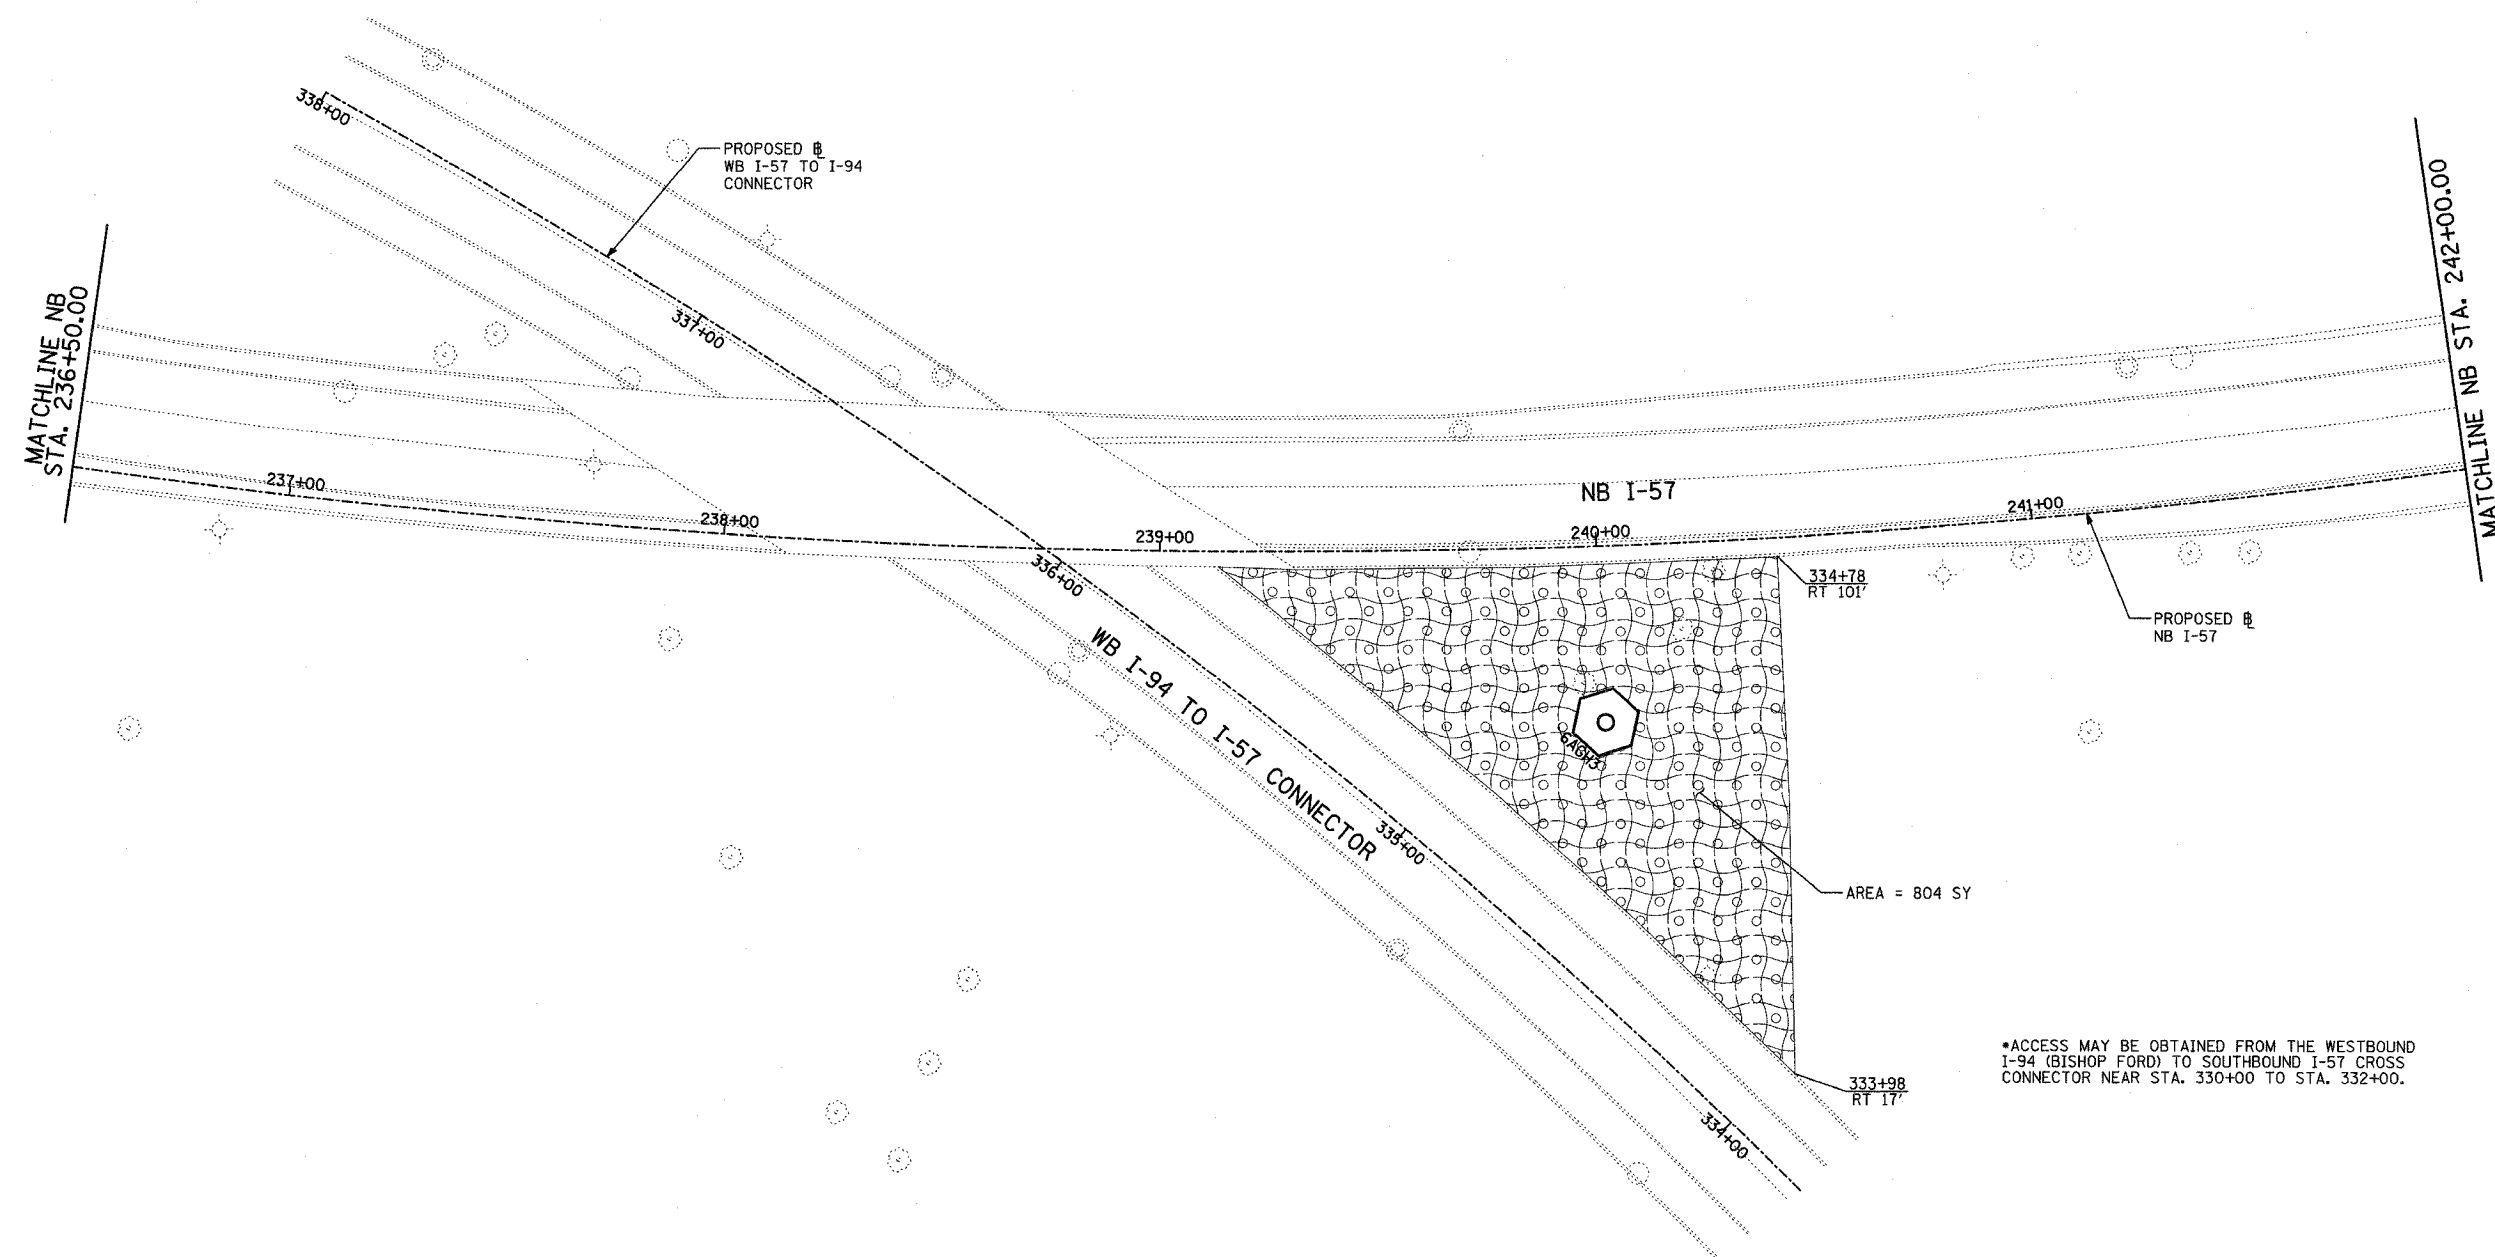 338+00
PROPOSED ℄
WB I-57 TO I-94
CONNECTOR
337+00
MATCHLINE NB
STA. 236+50.00
MATCHLINE NB STA. 242+00.00
237+00
238+00
239+00
240+00
241+00
NB I-57
336+00
334+78
RT 101'
PROPOSED ℄
NB I-57
WB I-94 TO I-57 CONNECTOR
6AGH3
335+00
AREA = 804 SY
*ACCESS MAY BE OBTAINED FROM THE WESTBOUND
I-94 (BISHOP FORD) TO SOUTHBOUND I-57 CROSS
CONNECTOR NEAR STA. 330+00 TO STA. 332+00.
333+98
RT 17'
334+00